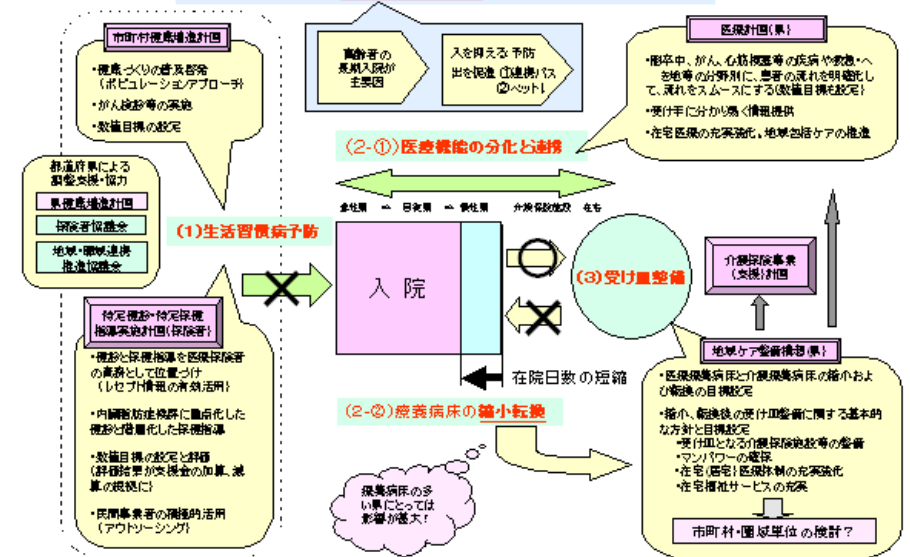 高齢者の
長期入院が
主要因
入を抑える 予防
出を促進 ①連携パス
②ベット↓
市町村健康増進計画
・健康づくりの普及啓発
(ポピュレーションアプローチ)
・がん検診等の実施
・数値目標の設定
医療計画(県)
・脳卒中、がん、心筋梗塞等の疾病や救急・へ
き地等の分野別に、患者の流れを明確化し
て、流れをスムースにする(数値目標も設定)
・受け手に分かり易く情報提供
・在宅医療の充実強化。地域包括ケアの推進
(2-①)医療機能の分化と連携
都道府県による
調整支援・協力
県健康増進計画
保険者協議会
地域・職域連携
推進協議会
急性期 ⇒ 回復期 ⇒ 慢性期 介護保険施設 在宅
(1)生活習慣病予防
入 院
(3)受け皿整備
介護保険事業
(支援)計画
在院日数の短縮
(2-②)療養病床の縮小転換
特定健診・特定保健
指導実施計画(保険者)
・健診と保健指導を医療保険者
の責務として位置づけ
(レセプト情報の有効活用)
・内臓脂肪症候群に重点化した
健診と階層化した保健指導
・数値目標の設定と評価
(評価結果が支援金の加算、減
算の根拠に)
・民間事業者の積極的活用
(アウトソーシング)
療養病床の多
い県にとっては
影響が甚大!
地域ケア整備構想(県)
・医療療養病床と介護療養病床の縮小およ
び転換の目標設定
・縮小、転換後の受け皿整備に関する基本的
な方針と目標設定
・受け皿となる介護保険施設等の整備
・マンパワーの確保
・在宅(居宅)医療体制の充実強化
・在宅福祉サービスの充実
市町村・圏域単位の検討?